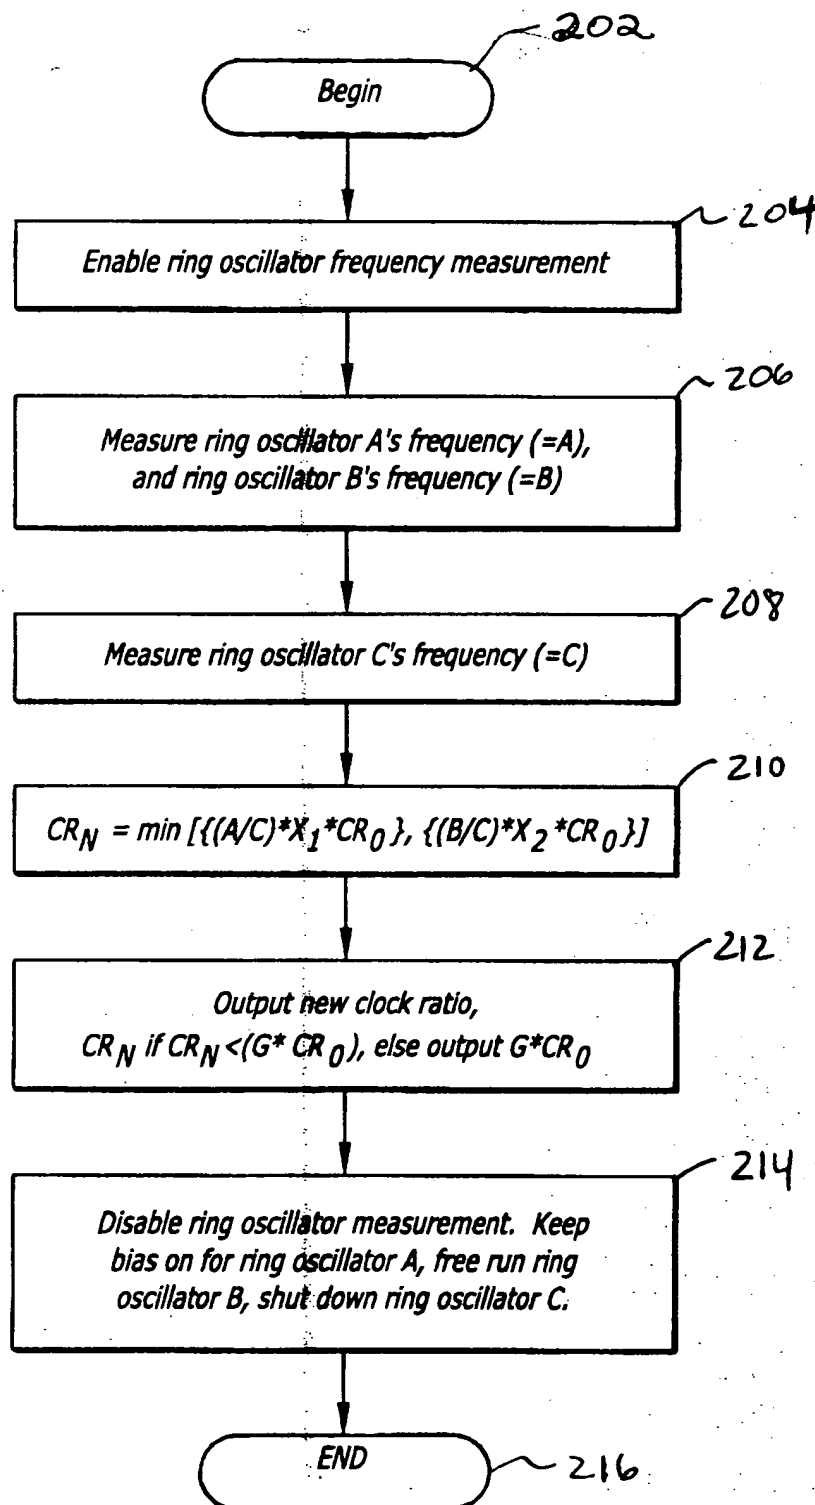 202
Begin
204
Enable ring oscillator frequency measurement
206
Measure ring oscillator A's frequency (=A),
and ring oscillator B's frequency (=B)
208
Measure ring oscillator C's frequency (=C)
210
CR_N = min [{((A/C)*X_1*CR_0}, {(B/C)*X_2*CR_0}]
212
Output new clock ratio,
CR_N if CR_N <(G* CR_0), else output G*CR_0
214
Disable ring oscillator measurement. Keep
bias on for ring oscillator A, free run ring
oscillator B, shut down ring oscillator C.
END
216